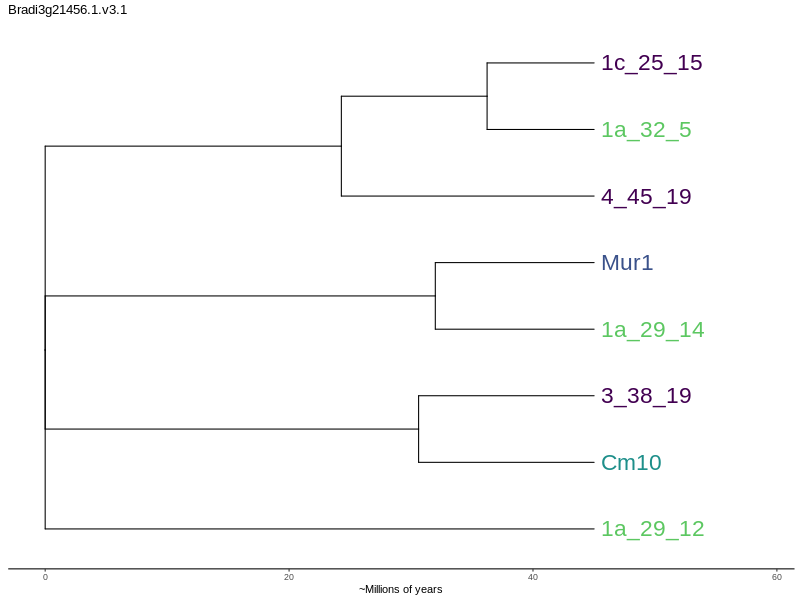 Bradi3g21456.1.v3.1
1c_25_15
1a_32_5
4_45_19
Mur1
1a_29_14
3_38_19
Cm10
1a_29_12
0 20 40 60
~Millions of years